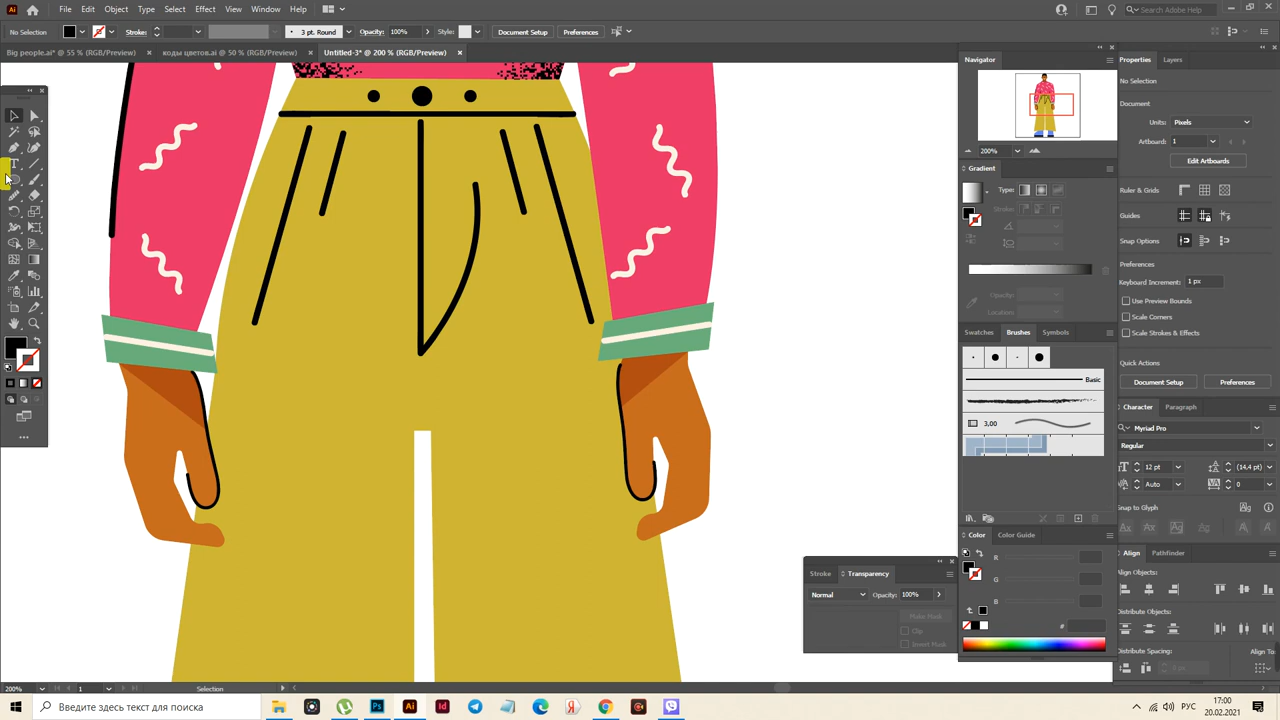 Ai File Edit Object Type Select Effect View Window Help
Search Adobe Help
No Selection Stroke: 3 pt. Round Opacity: 100% Style: Document Setup Preferences
Big people.ai* @ 55 % (RGB/Preview) × коды цветов.ai @ 50 % (RGB/Preview) × Untitled-3* @ 200 % (RGB/Preview) ×
Navigator
200%
Gradient
Type:
Stroke:
Opacity:
Location:
Swatches Brushes Symbols
Basic
3,00
Color Color Guide
R
G
B
#
Stroke Transparency
Normal Opacity: 100%
Make Mask
Clip
Invert Mask
Properties Layers
No Selection
Document
Units: Pixels
Artboard: 1
Edit Artboards
Ruler & Grids
Guides
Snap Options
Preferences
Keyboard Increment: 1 px
Use Preview Bounds
Scale Corners
Scale Strokes & Effects
Quick Actions
Document Setup Preferences
Character Paragraph
Myriad Pro
Regular
12 pt (14,4 pt)
Auto 0
Snap to Glyph
Align Pathfinder
Align Objects:
Distribute Objects:
Distribute Spacing: Align To:
0 px
200% 1 Selection
Введите здесь текст для поиска
Ps Ai Id
РУС
17:00
20.02.2021